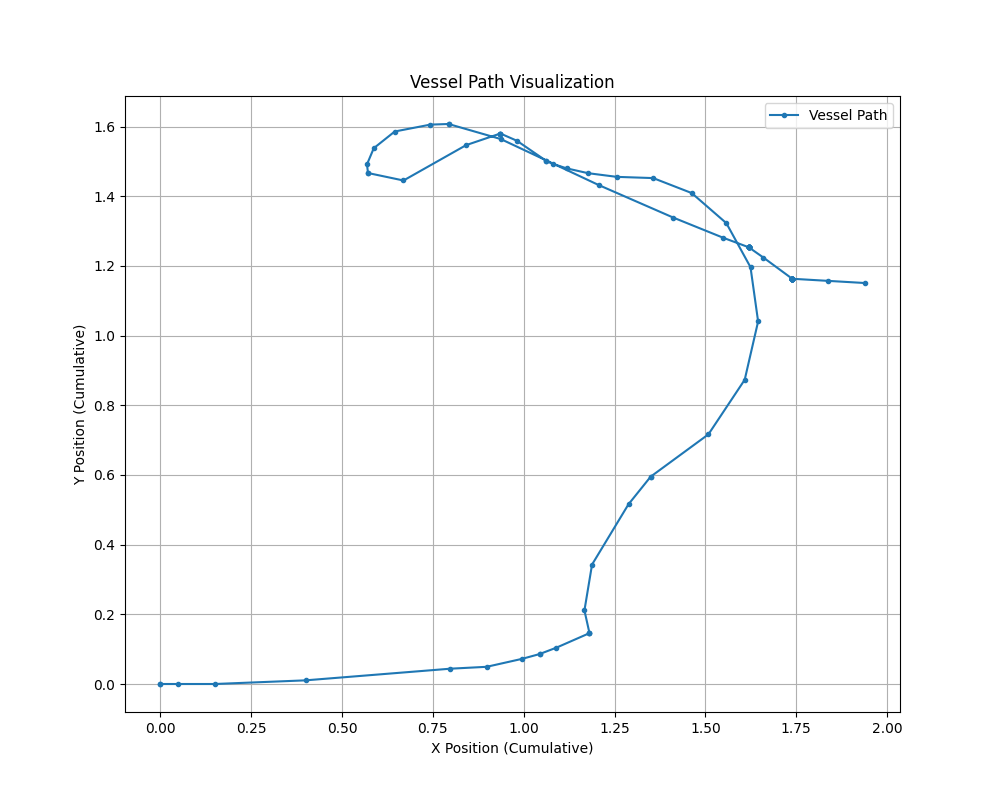 Vessel Path Visualization
Vessel Path
Y Position (Cumulative)
1.6
1.4
1.2
1.0
0.8
0.6
0.4
0.2
0.0
0.00 0.25 0.50 0.75 1.00 1.25 1.50 1.75 2.00
X Position (Cumulative)